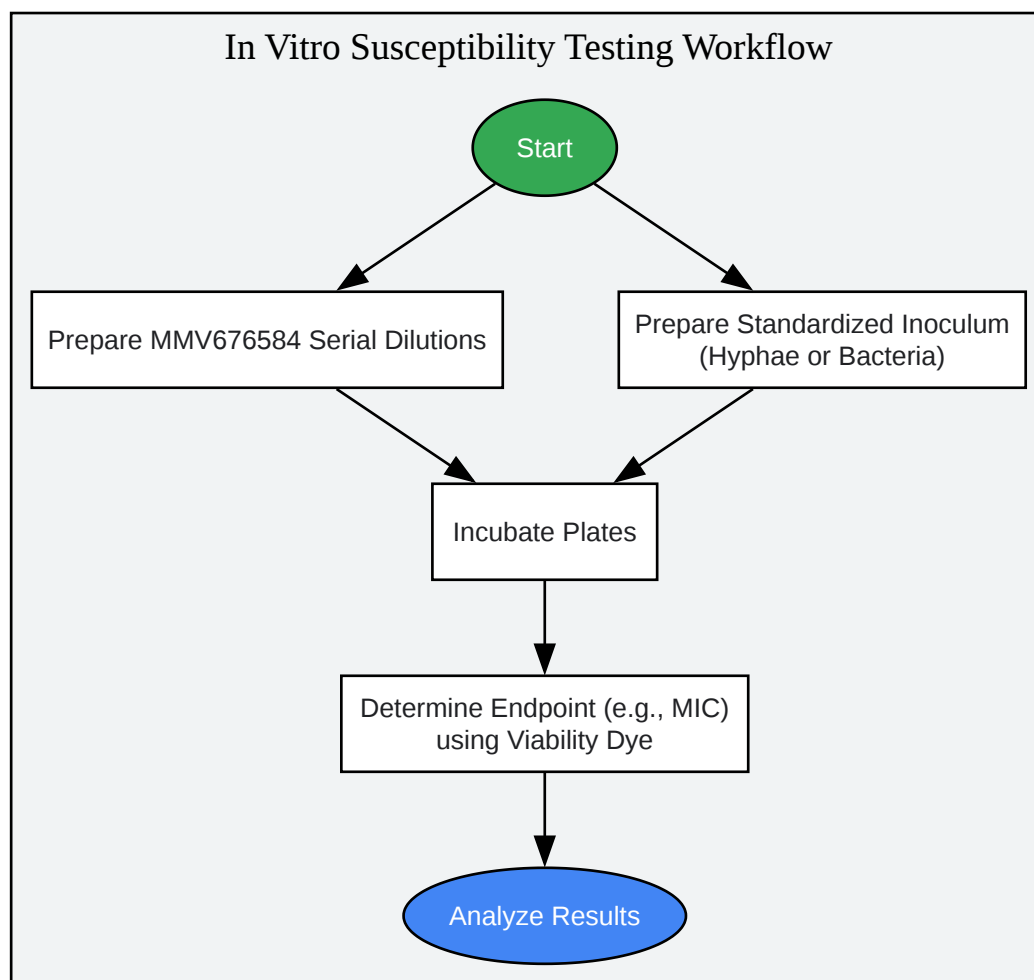 In Vitro Susceptibility Testing Workflow
Start
Prepare MMV676584 Serial Dilutions
Prepare Standardized Inoculum
(Hyphae or Bacteria)
Incubate Plates
Determine Endpoint (e.g., MIC)
using Viability Dye
Analyze Results